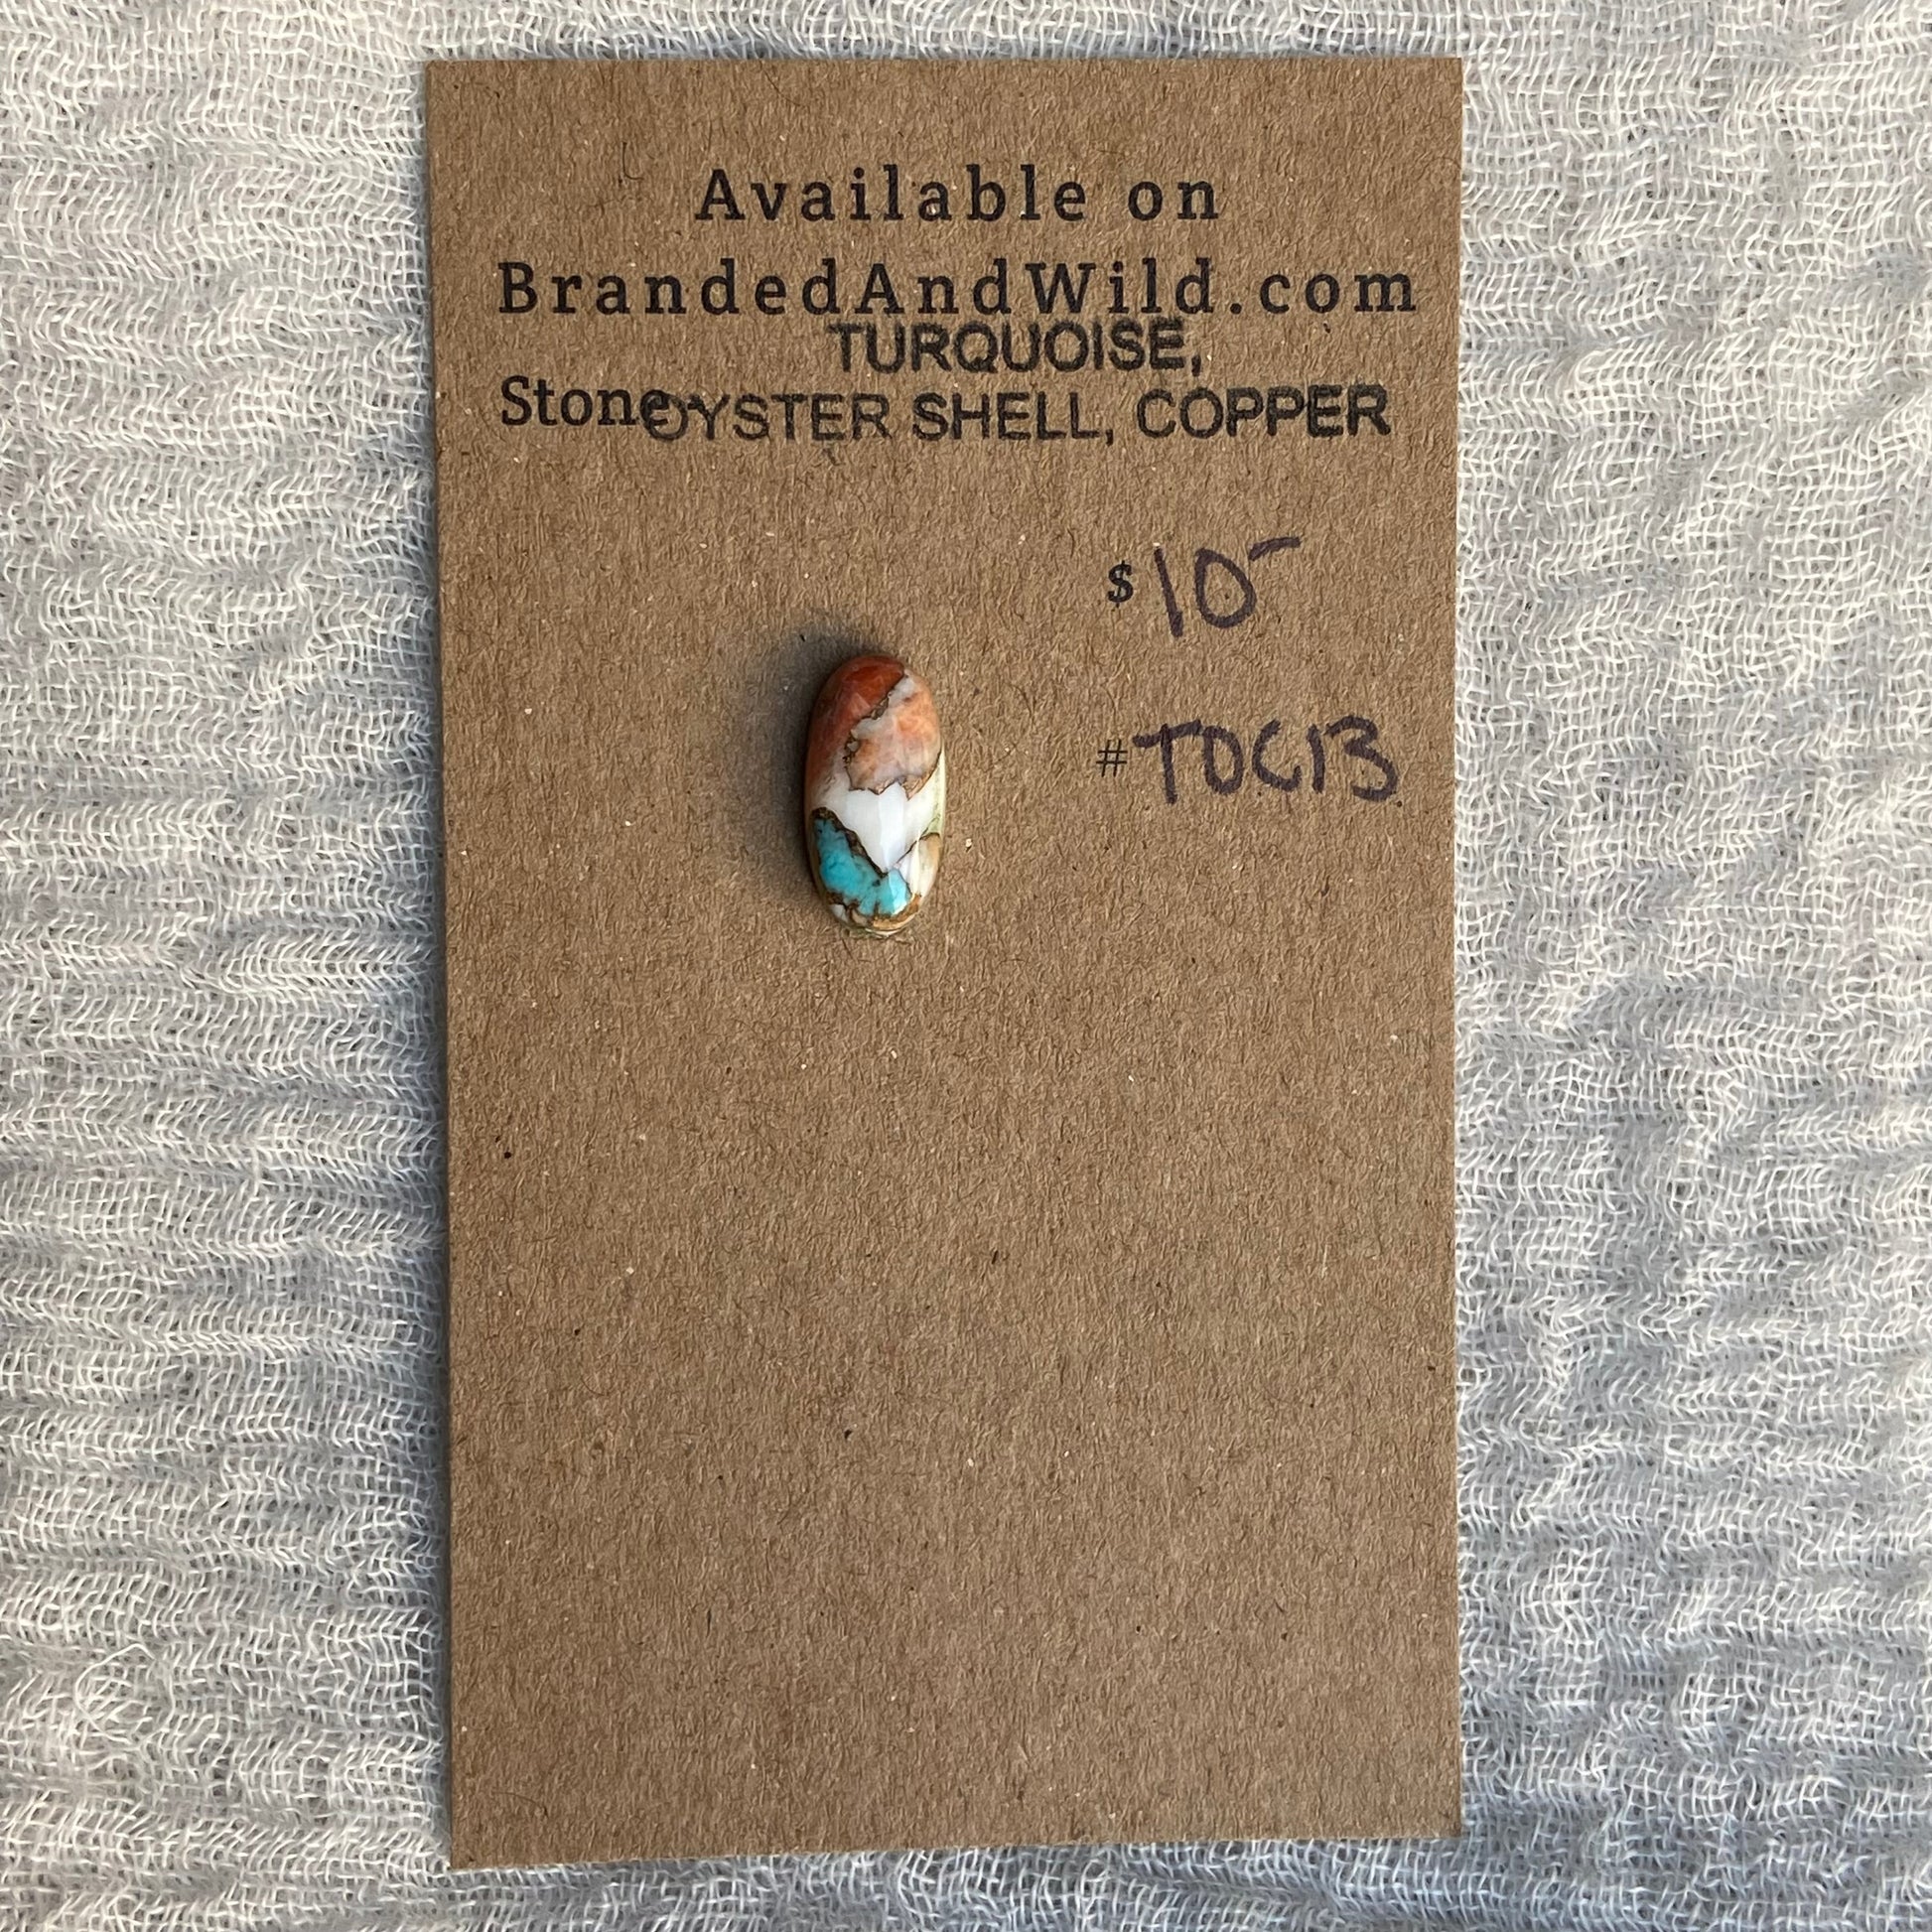 Available on
BrandedAndWild.com
TURQUOISE,
Stone- OYSTER SHELL, COPPER
$10-
#TOC13